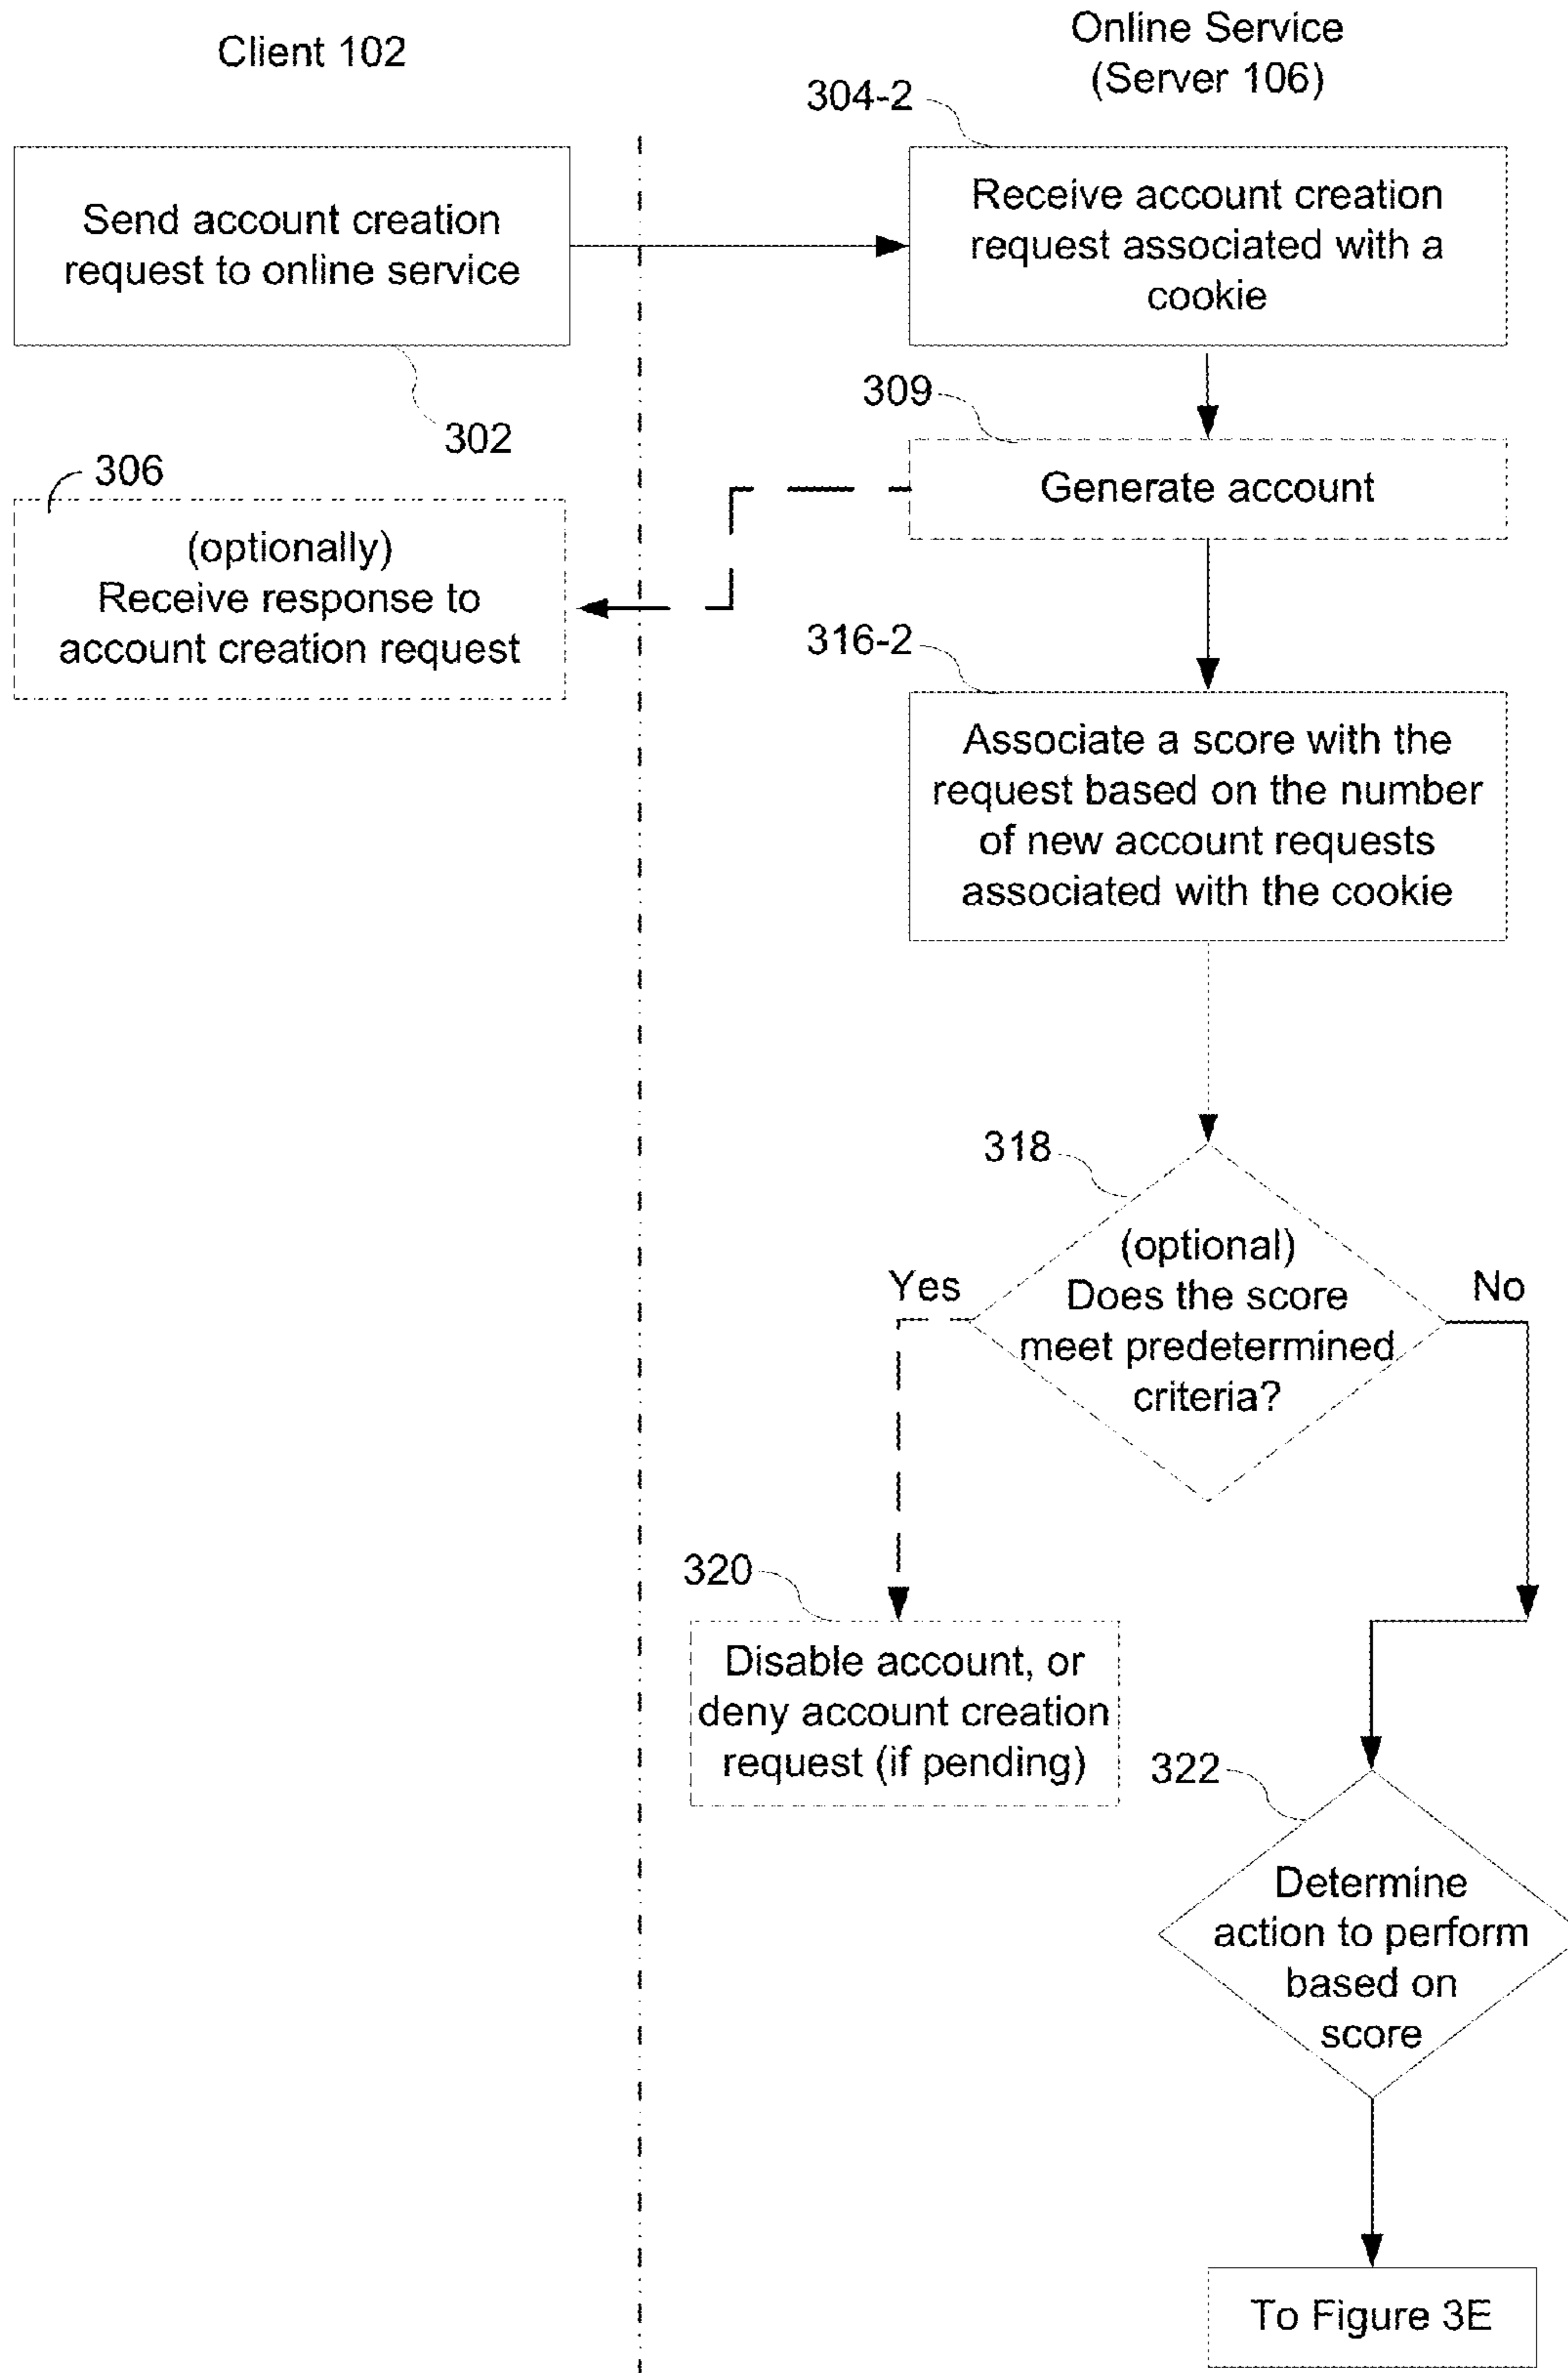 Client 102
Online Service
(Server 106)
304-2
Send account creation
request to online service
302
Receive account creation
request associated with a
cookie
309
Generate account
306
(optionally)
Receive response to
account creation request
316-2
Associate a score with the
request based on the number
of new account requests
associated with the cookie
318
(optional)
Does the score
meet predetermined
criteria?
Yes
No
320
Disable account, or
deny account creation
request (if pending)
322
Determine
action to perform
based on
score
To Figure 3E